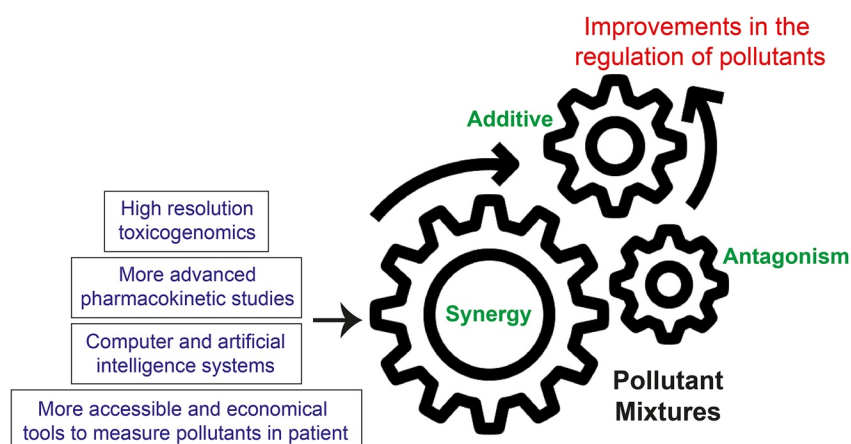 Improvements in the
regulation of pollutants
Additive
High resolution
toxicogenomics
More advanced
pharmacokinetic studies
Computer and artificial
intelligence systems
More accessible and economical
tools to measure pollutants in patient
Synergy
Antagonism
Pollutant
Mixtures